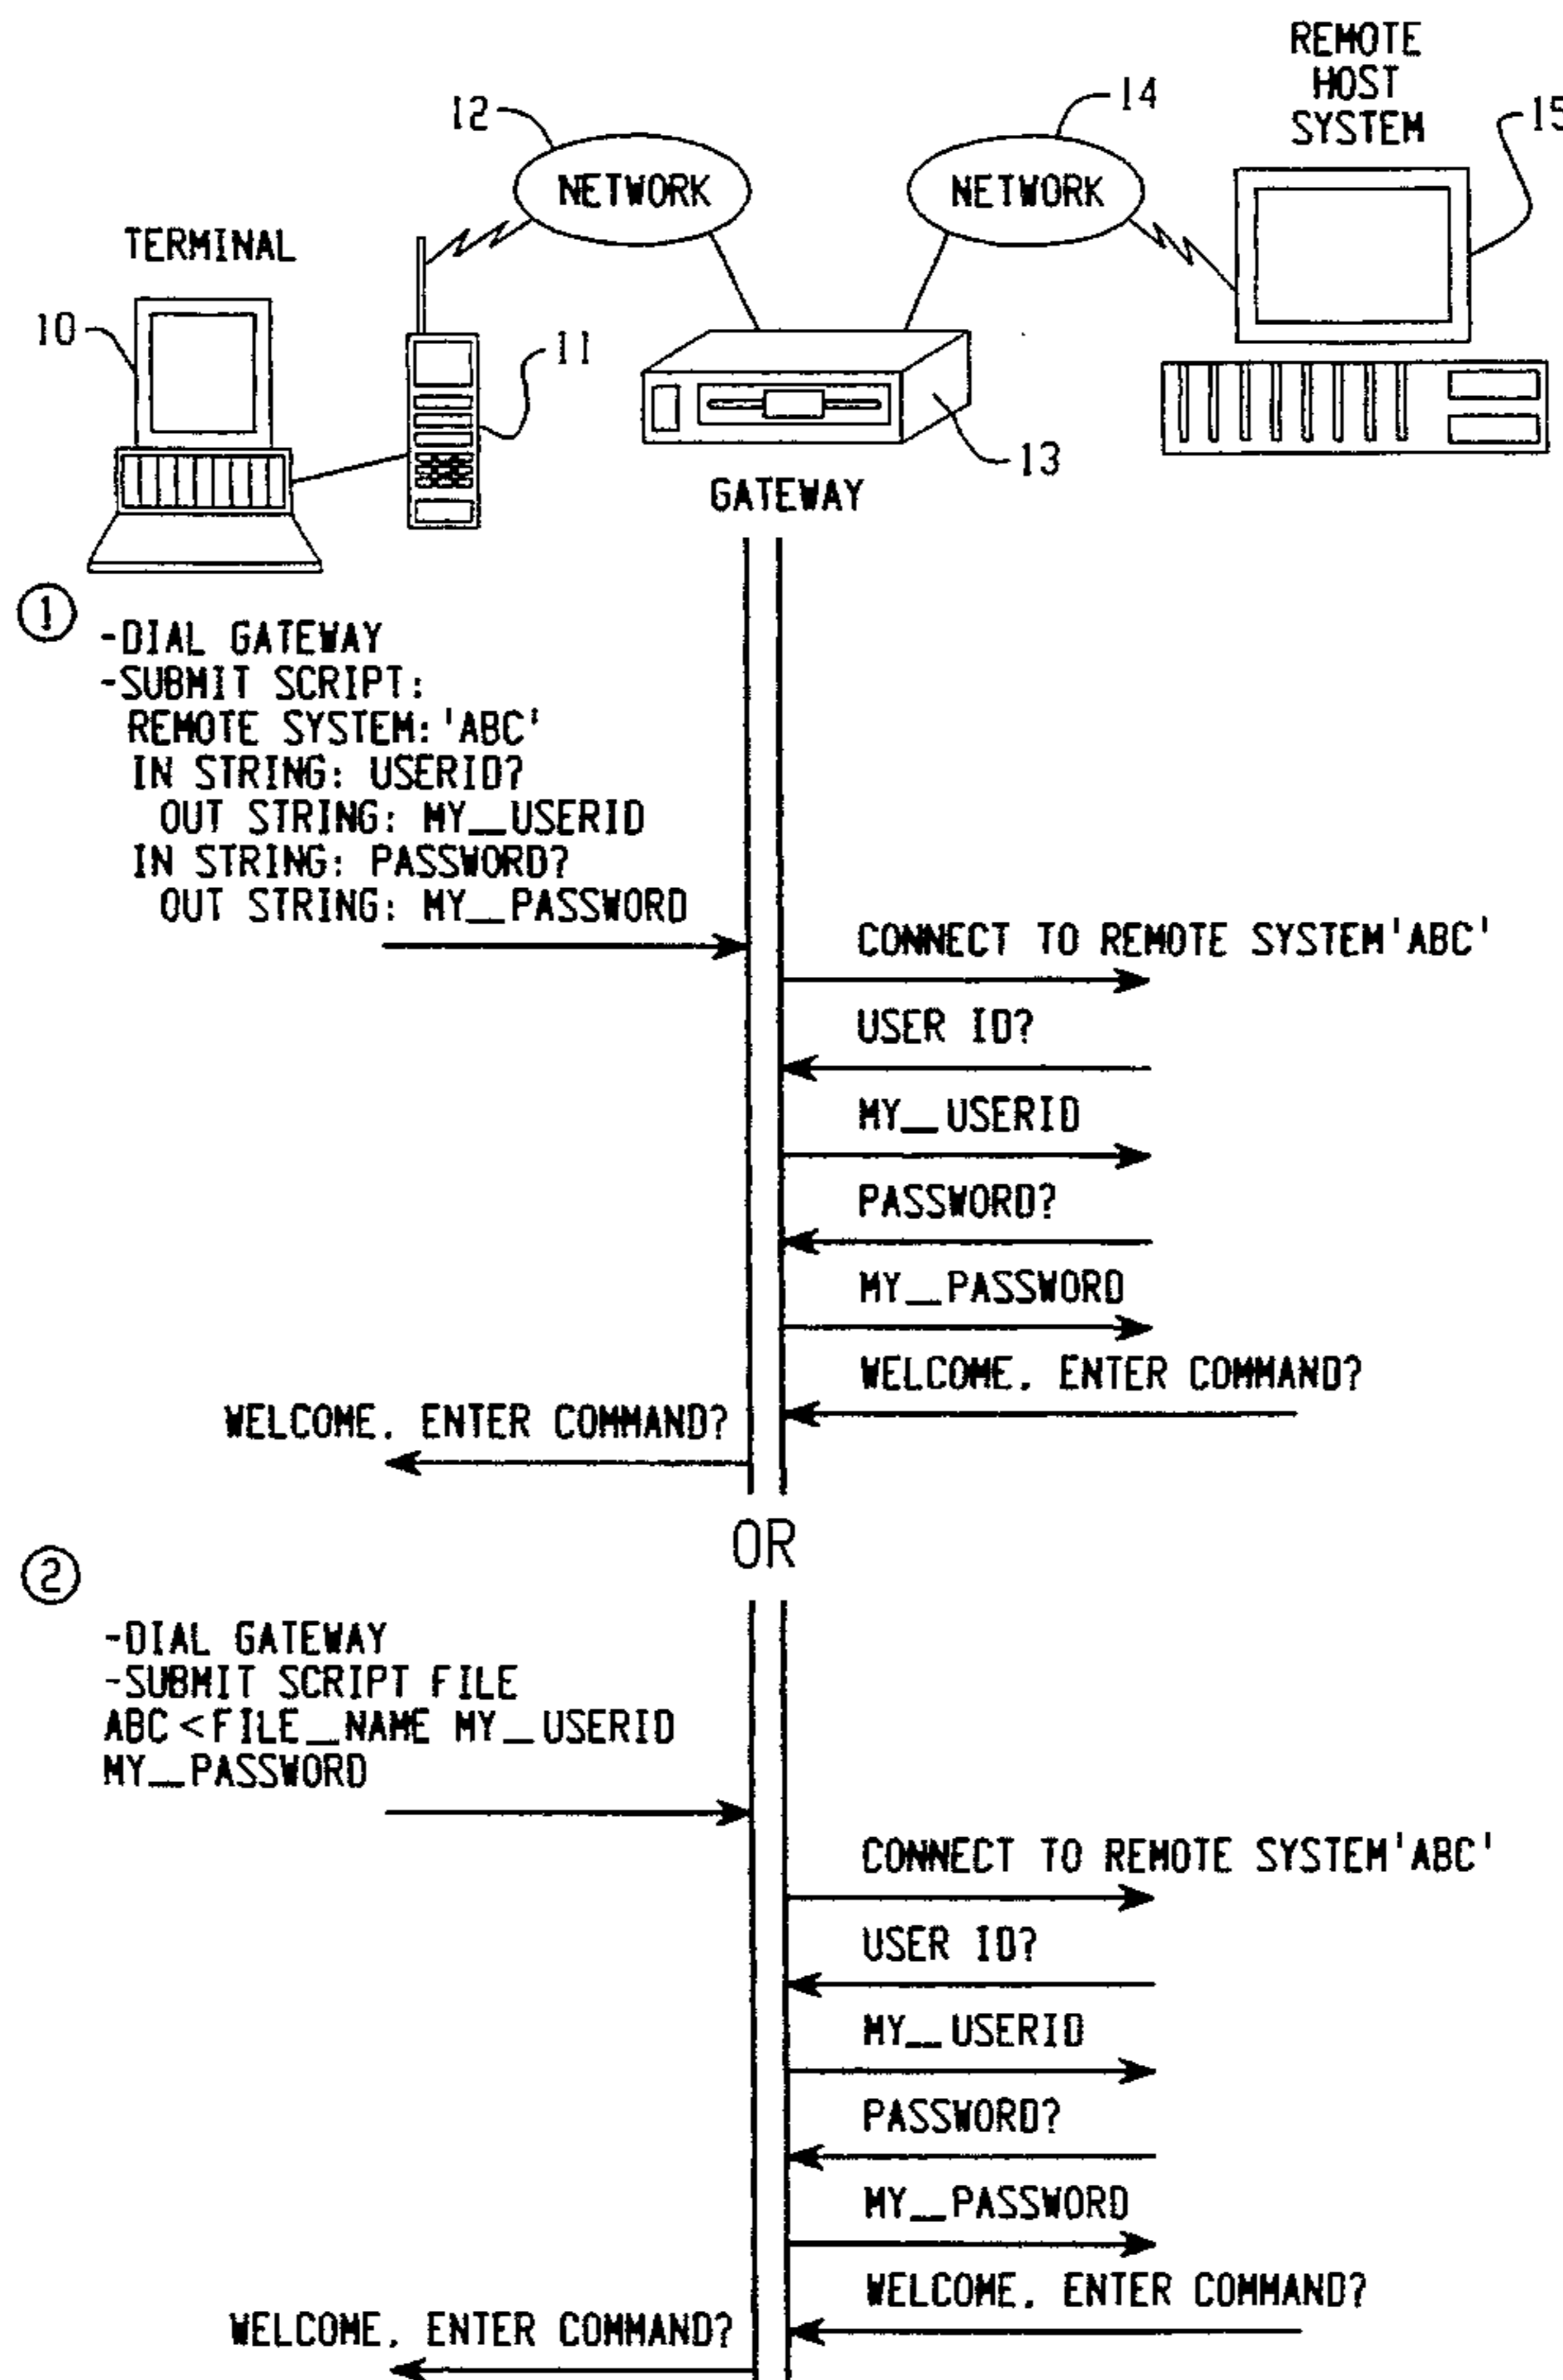 REMOTE
HOST
SYSTEM
12
14
15
NETWORK
NETWORK
TERMINAL
10
11
13
GATEWAY
1
-DIAL GATEWAY
-SUBMIT SCRIPT:
REMOTE SYSTEM:'ABC'
IN STRING: USERID?
OUT STRING: MY__USERID
IN STRING: PASSWORD?
OUT STRING: MY__PASSWORD
CONNECT TO REMOTE SYSTEM'ABC'
USER ID?
MY__USERID
PASSWORD?
MY__PASSWORD
WELCOME. ENTER COMMAND?
WELCOME. ENTER COMMAND?
OR
2
-DIAL GATEWAY
-SUBMIT SCRIPT FILE
ABC<FILE__NAME MY__USERID
MY__PASSWORD
CONNECT TO REMOTE SYSTEM'ABC'
USER ID?
MY__USERID
PASSWORD?
MY__PASSWORD
WELCOME. ENTER COMMAND?
WELCOME. ENTER COMMAND?